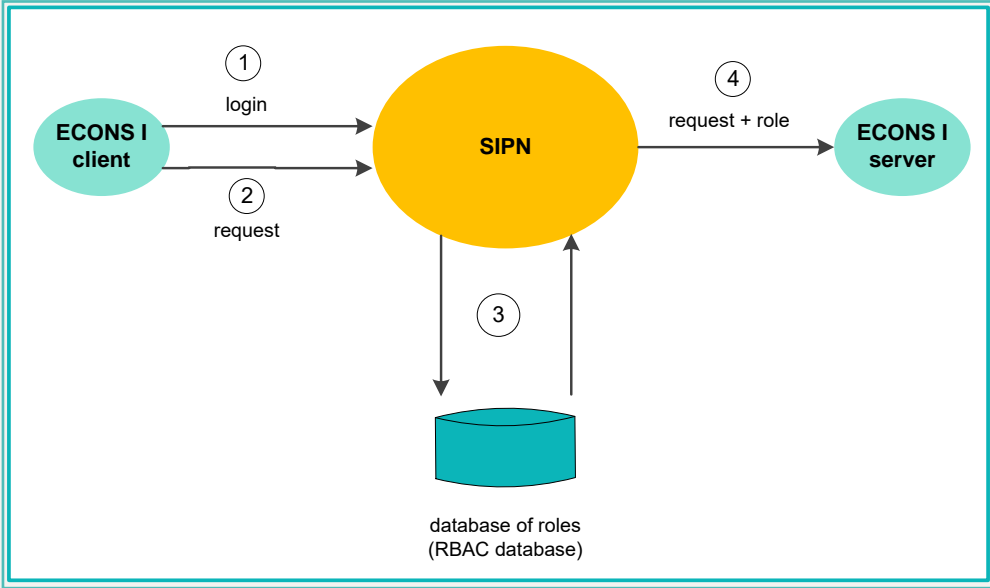 1
login
ECONS I
client
2
request
SIPN
4
request + role
ECONS I
server
3
database of roles
(RBAC database)